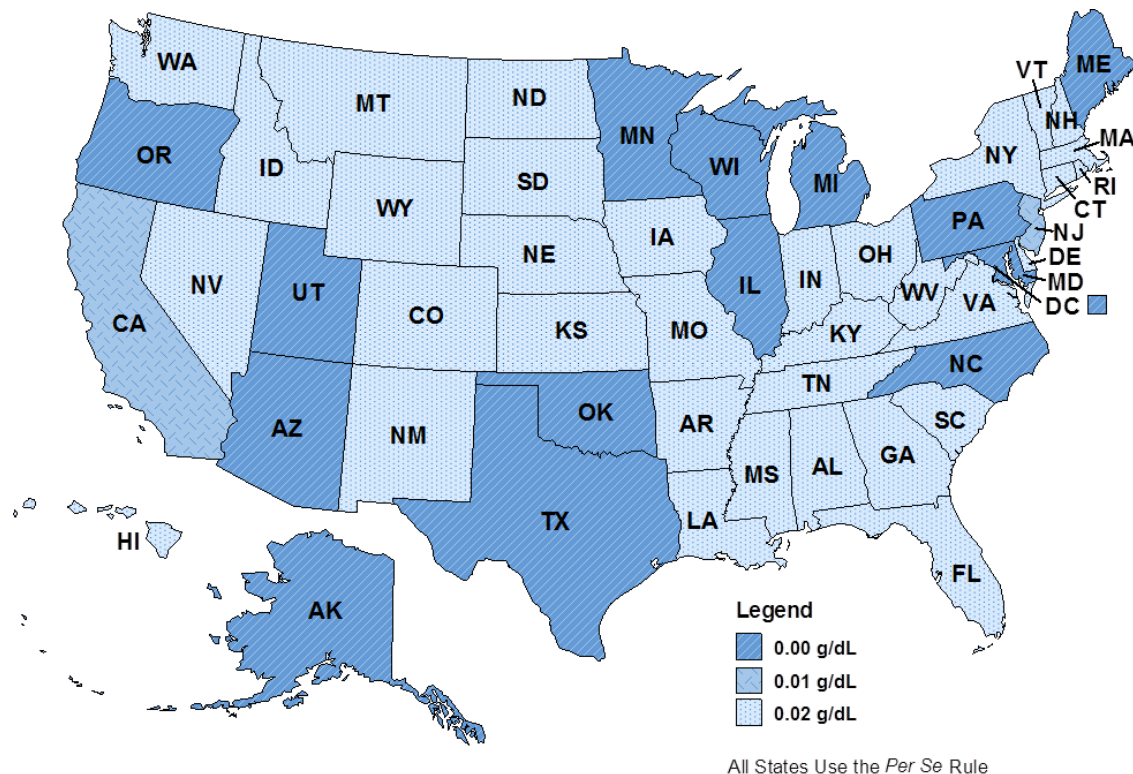 WA
MT
ND
MN
VT
ME
NH
MA
OR
ID
SD
WI
MI
NY
RI
CT
WY
IA
PA
NJ
NE
OH
DE
NV
UT
IL
IN
MD
WV
DC
CA
CO
KS
MO
VA
KY
NC
TN
AZ
OK
NM
AR
SC
MS
AL
GA
TX
LA
HI
FL
AK
Legend
0.00 g/dL
0.01 g/dL
0.02 g/dL
All States Use the Per Se Rule